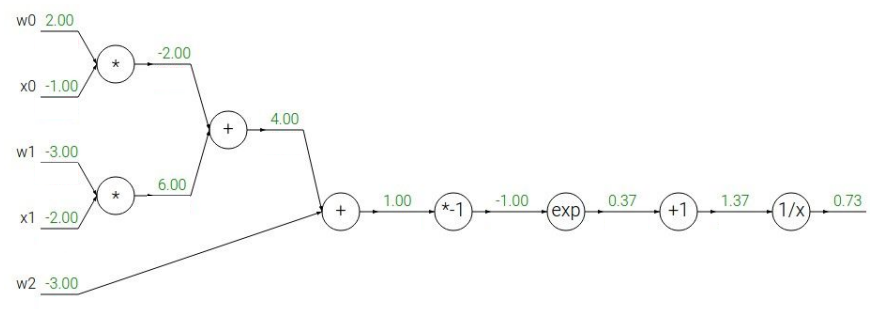 w0 2.00
*
-2.00
x0 -1.00
+
4.00
w1 -3.00
*
6.00
x1 -2.00
+
1.00
*-1
-1.00
exp
0.37
+1
1.37
1/x
0.73
w2 -3.00